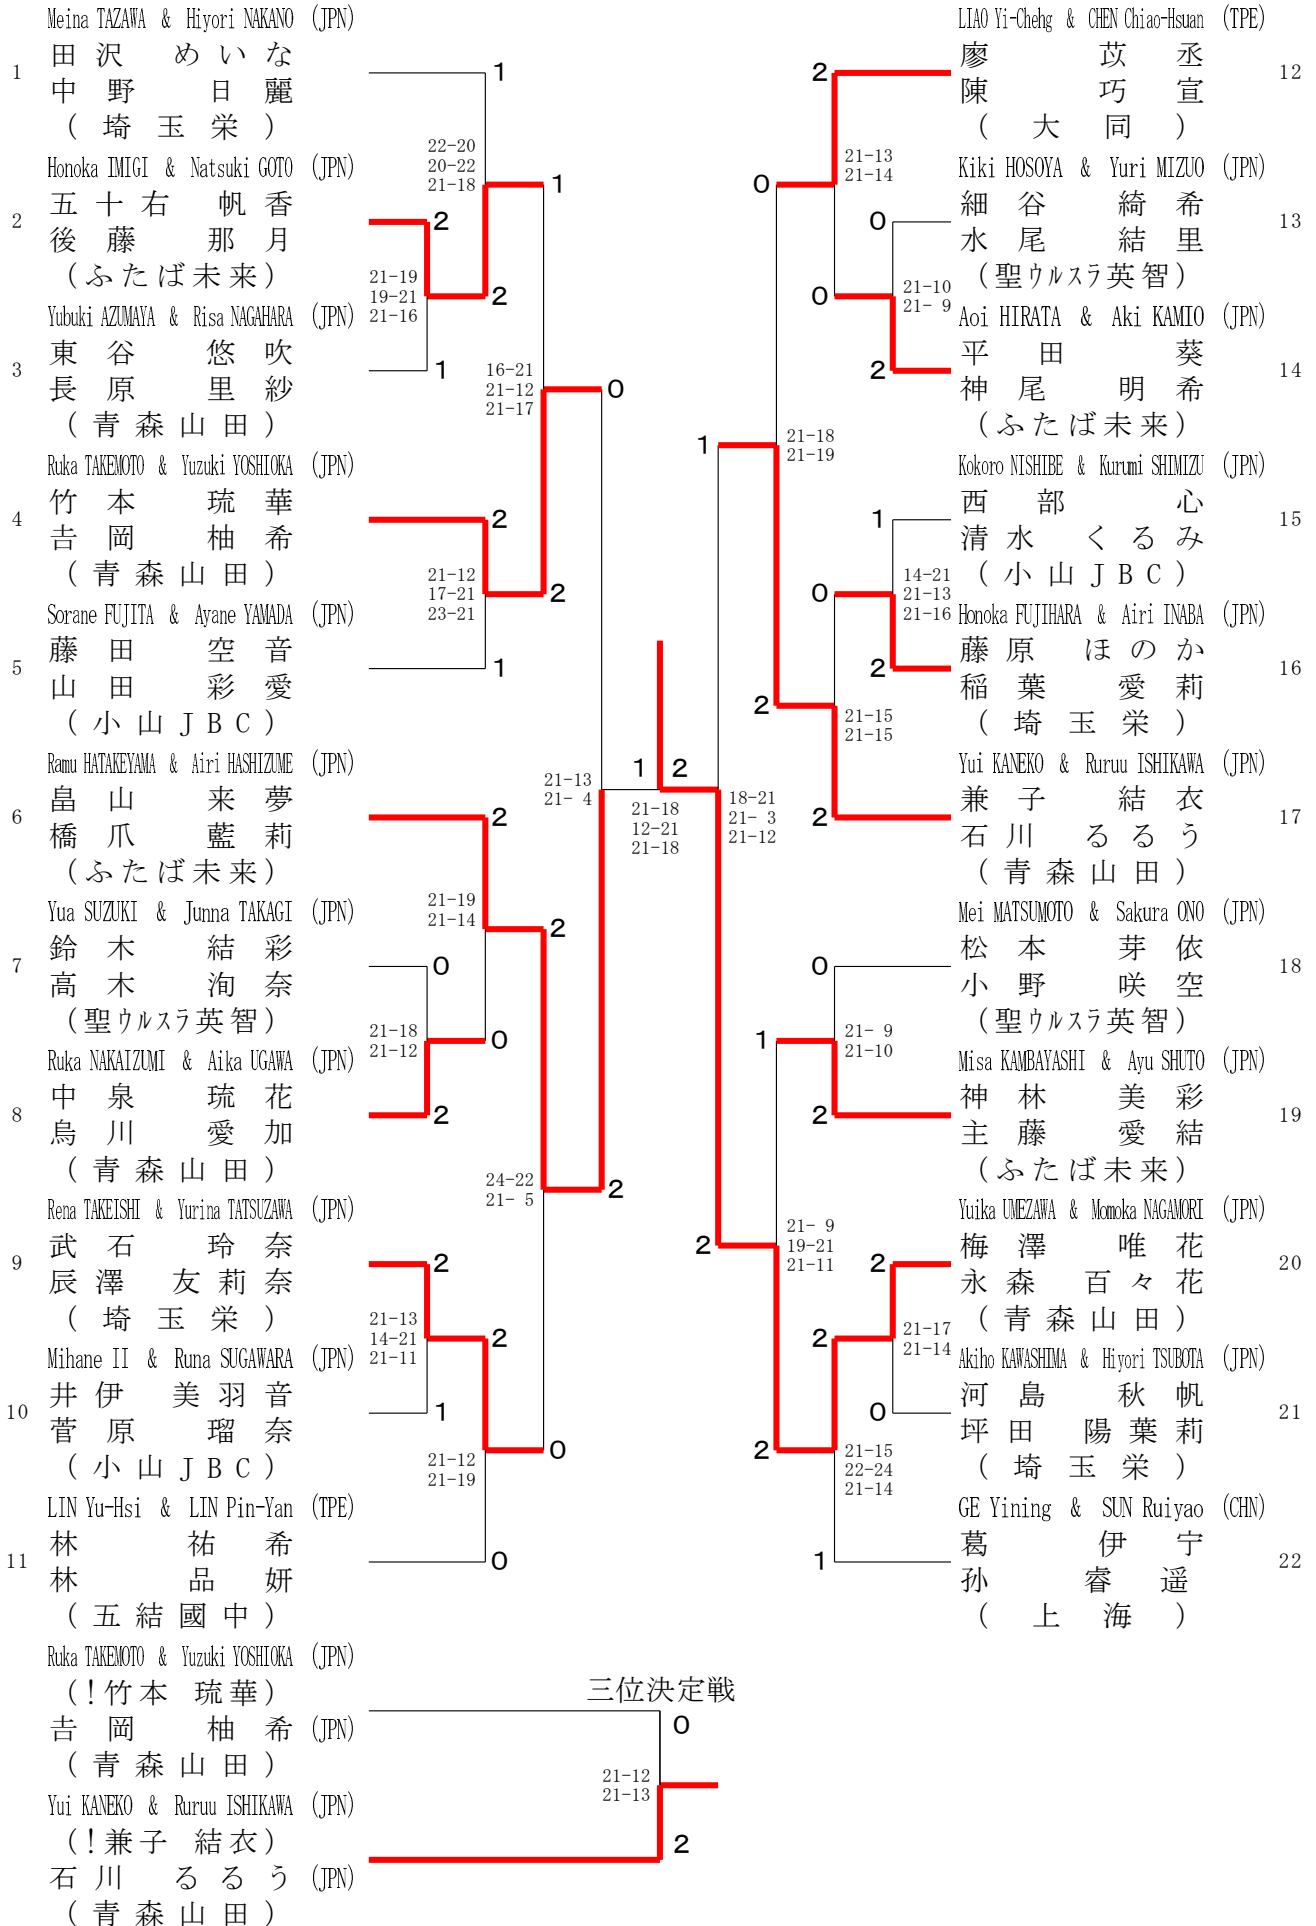 Meina TAZAWA & Hiyori NAKANO (JPN)
田沢 めいな
1
中野 日麗
(埼玉栄)
1
22-20
20-22
21-18
Honoka IMIGI & Natsuki GOTO (JPN)
五十右 帆香
2
後藤 那月
(ふたば未来)
2
1
21-19
19-21
21-16
2
Yubuki AZUMAYA & Risa NAGAHARA (JPN)
東谷 悠吹
3
長原 里紗
(青森山田)
1
16-21
21-12
21-17
0
Ruka TAKEMOTO & Yuzuki YOSHIOKA (JPN)
竹本 琉華
4
吉岡 柚希
(青森山田)
2
21-12
17-21
23-21
2
Sorane FUJITA & Ayane YAMADA (JPN)
藤田 空音
5
山田 彩愛
(小山JBC)
1
21-13
21- 4
Ramu HATAKEYAMA & Airi HASHIZUME (JPN)
畠山 来夢
6
橋爪 藍莉
(ふたば未来)
2
21-19
21-14
2
Yua SUZUKI & Junna TAKAGI (JPN)
鈴木 結彩
7
高木 洵奈
(聖ウルスラ英智)
0
21-18
21-12
0
Ruka NAKAIZUMI & Aika UGAWA (JPN)
中泉 琉花
8
烏川 愛加
(青森山田)
2
24-22
21- 5
2
Rena TAKEISHI & Yurina TATSUZAWA (JPN)
武石 玲奈
9
辰澤 友莉奈
(埼玉栄)
2
21-13
14-21
21-11
2
Mihane II & Runa SUGAWARA (JPN)
井伊 美羽音
10
菅原 瑠奈
(小山JBC)
1
21-12
21-19
0
LIN Yu-Hsi & LIN Pin-Yan (TPE)
林 祐希
11
林 品妍
(五結國中)
0
1 2
21-18
12-21
21-18
LIAO Yi-Chehg & CHEN Chiao-Hsuan (TPE)
廖 苡丞
12
陳 巧宣
(大同)
2
21-13
21-14
0
Kiki HOSOYA & Yuri MIZUO (JPN)
細谷 綺希
13
水尾 結里
(聖ウルスラ英智)
0
21-10
21- 9
0
Aoi HIRATA & Aki KAMIO (JPN)
平田 葵
14
神尾 明希
(ふたば未来)
2
21-18
21-19
1
Kokoro NISHIBE & Kurumi SHIMIZU (JPN)
西部 心
15
清水 くるみ
(小山JBC)
1
14-21
21-13
21-16
0
Honoka FUJIHARA & Airi INABA (JPN)
藤原 ほのか
16
稲葉 愛莉
(埼玉栄)
2
21-15
21-15
2
Yui KANEKO & Ruruu ISHIKAWA (JPN)
兼子 結衣
17
石川 るるう
(青森山田)
2
18-21
21- 3
21-12
Mei MATSUMOTO & Sakura ONO (JPN)
松本 芽依
18
小野 咲空
(聖ウルスラ英智)
0
21- 9
21-10
1
Misa KAMBAYASHI & Ayu SHUTO (JPN)
神林 美彩
19
主藤 愛結
(ふたば未来)
2
21- 9
19-21
21-11
2
Yuika UMEZAWA & Momoka NAGAMORI (JPN)
梅澤 唯花
20
永森 百々花
(青森山田)
2
21-17
21-14
2
Akiho KAWASHIMA & Hiyori TSUBOTA (JPN)
河島 秋帆
21
坪田 陽葉莉
(埼玉栄)
0
21-15
22-24
21-14
2
GE Yining & SUN Ruiyao (CHN)
葛 伊宁
22
孙 睿遥
(上海)
1
三位決定戦
Ruka TAKEMOTO & Yuzuki YOSHIOKA (JPN)
(!竹本 琉華)
吉岡 柚希 (JPN)
(青森山田)
0
21-12
21-13
Yui KANEKO & Ruruu ISHIKAWA (JPN)
(!兼子 結衣)
石川 るるう (JPN)
(青森山田)
2